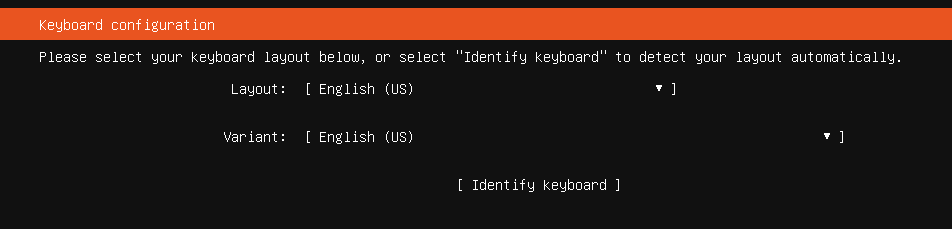 Keyboard configuration
Please select your keyboard layout below, or select "Identify keyboard" to detect your layout automatically.
Layout: [ English (US) ▼ ]
Variant: [ English (US) ▼ ]
[ Identify keyboard ]